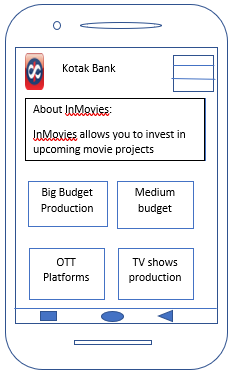 Kotak Bank
About InMovies:
InMovies allows you to invest in
upcoming movie projects
Big Budget
Production
Medium
budget
OTT
Platforms
TV shows
production